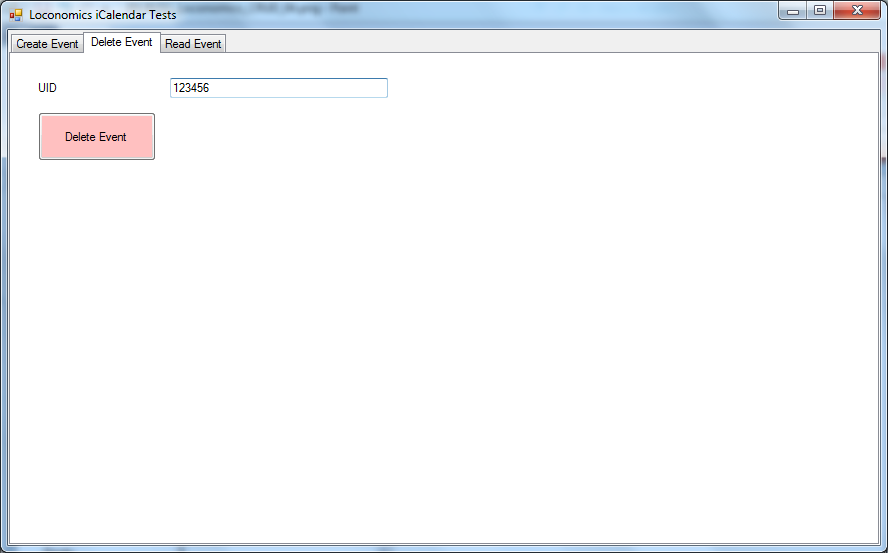 Loconomics iCalendar Tests
Create Event Delete Event Read Event
UID 123456
Delete Event